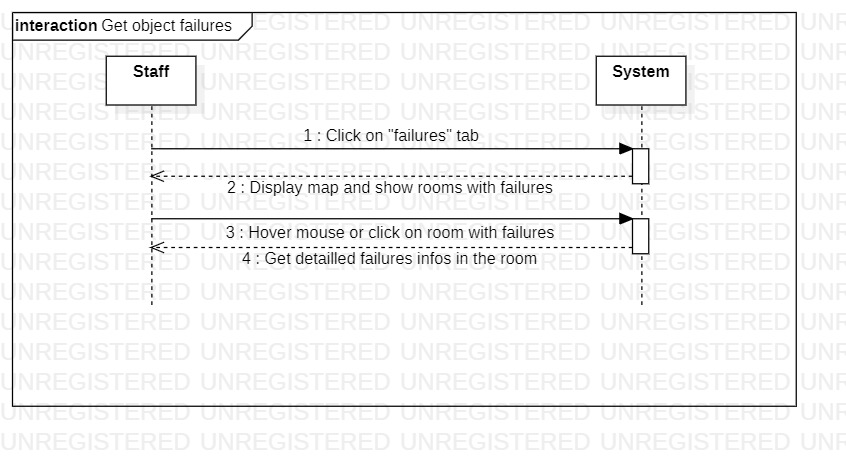 interaction Get object failures
Staff
System
1 : Click on "failures" tab
2 : Display map and show rooms with failures
3 : Hover mouse or click on room with failures
4 : Get detailled failures infos in the room
UNREGISTERED UNREGISTERED UNREGISTERED UNREGISTERED UNR